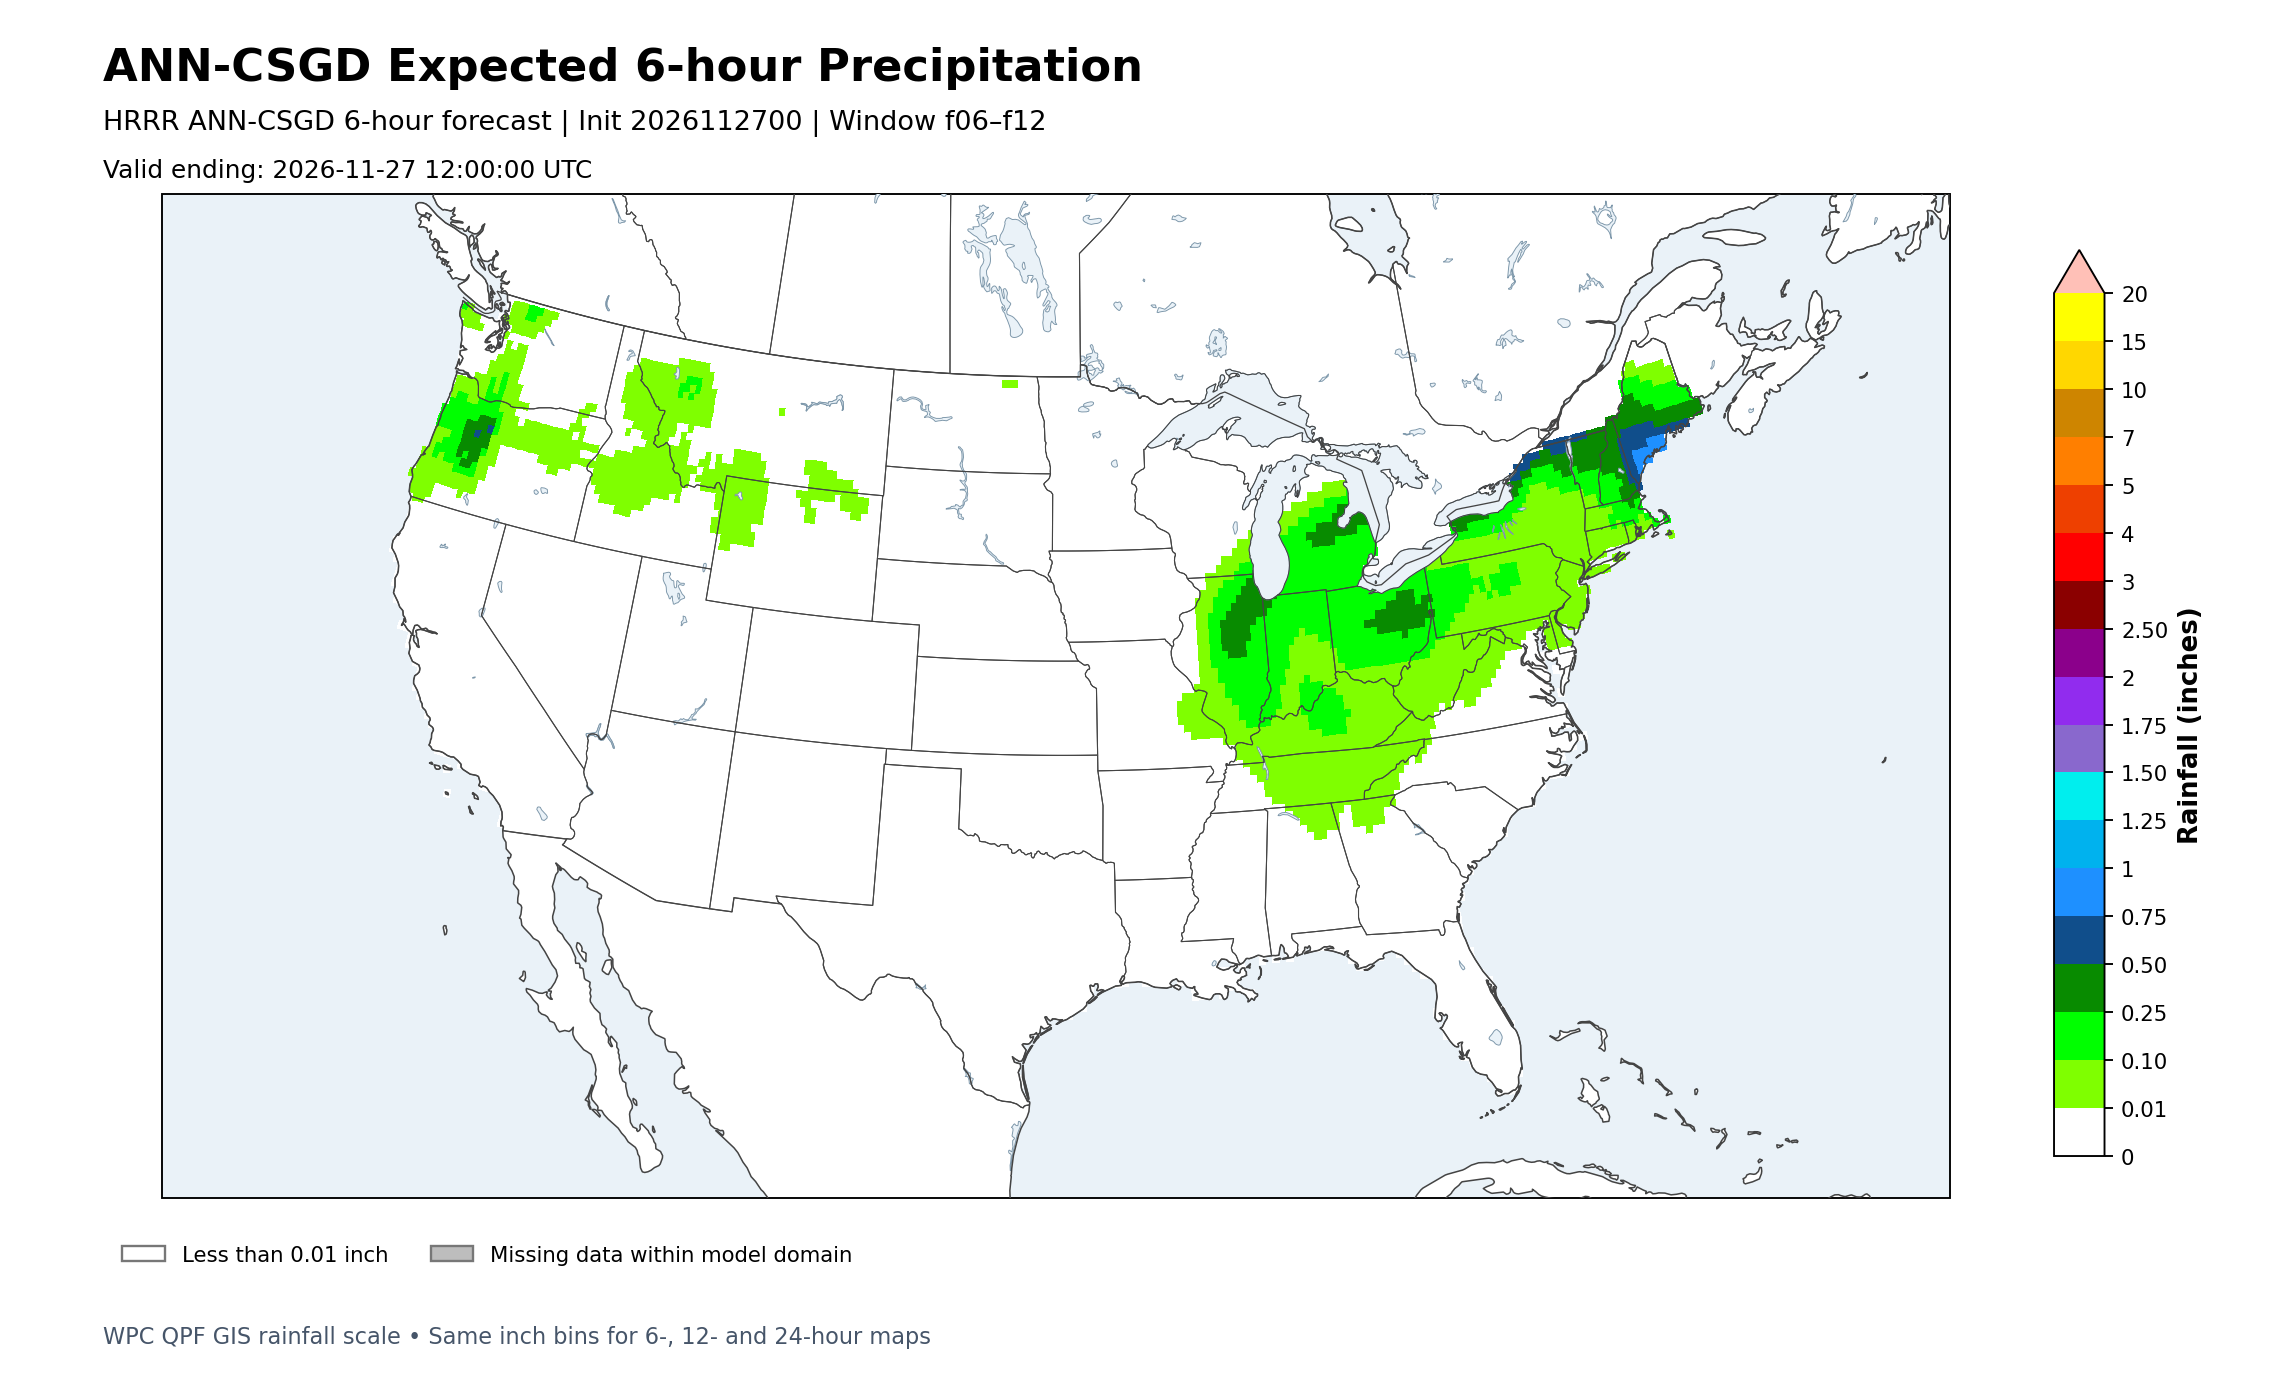 ANN-CSGD Expected 6-hour Precipitation
HRRR ANN-CSGD 6-hour forecast | Init 2026112700 | Window f06–f12
Valid ending: 2026-11-27 12:00:00 UTC
20
15
10
7
5
4
3
2.50
2
1.75
1.50
1.25
1
0.75
0.50
0.25
0.10
0.01
0
Rainfall (inches)
Less than 0.01 inch
Missing data within model domain
WPC QPF GIS rainfall scale • Same inch bins for 6-, 12- and 24-hour maps